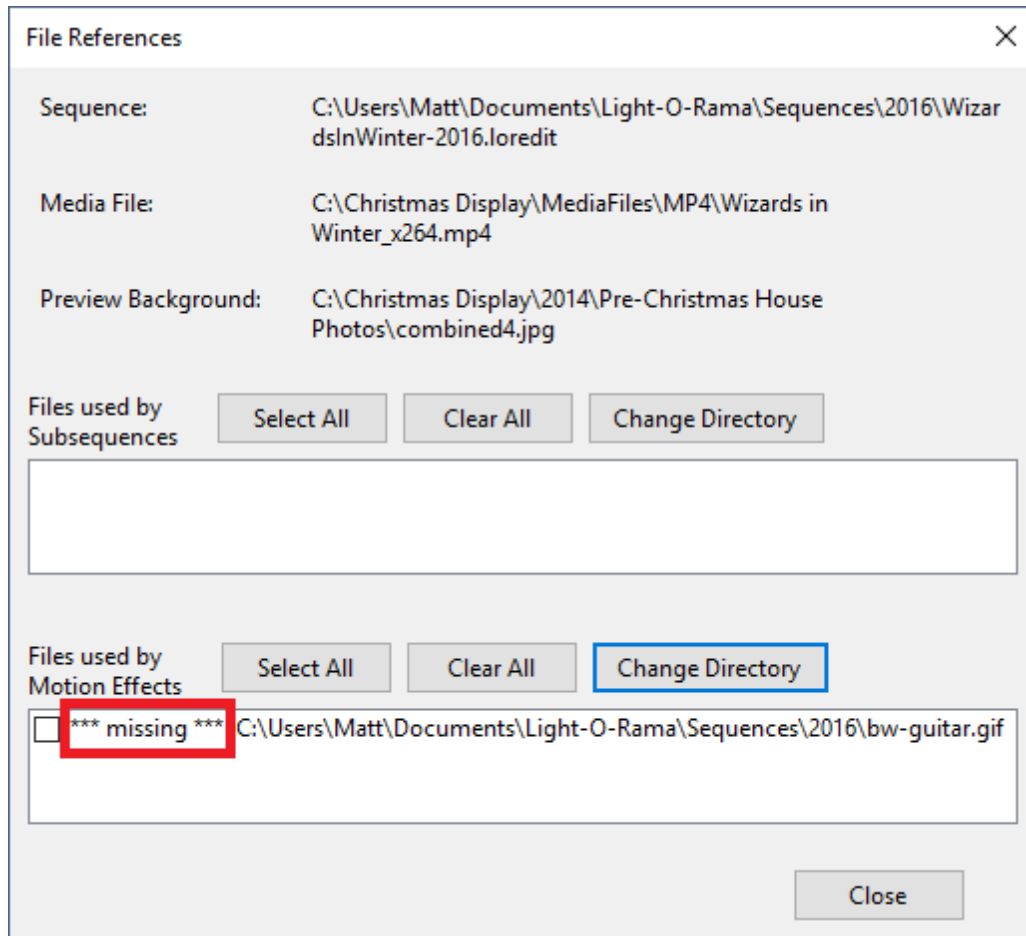 File References
Sequence: C:\Users\Matt\Documents\Light-O-Rama\Sequences\2016\Wizar
dsInWinter-2016.loredit
Media File: C:\Christmas Display\MediaFiles\MP4\Wizards in
Winter_x264.mp4
Preview Background: C:\Christmas Display\2014\Pre-Christmas House
Photos\combined4.jpg
Files used by
Subsequences
Select All Clear All Change Directory
Files used by
Motion Effects
Select All Clear All Change Directory
*** missing *** C:\Users\Matt\Documents\Light-O-Rama\Sequences\2016\bw-guitar.gif
Close